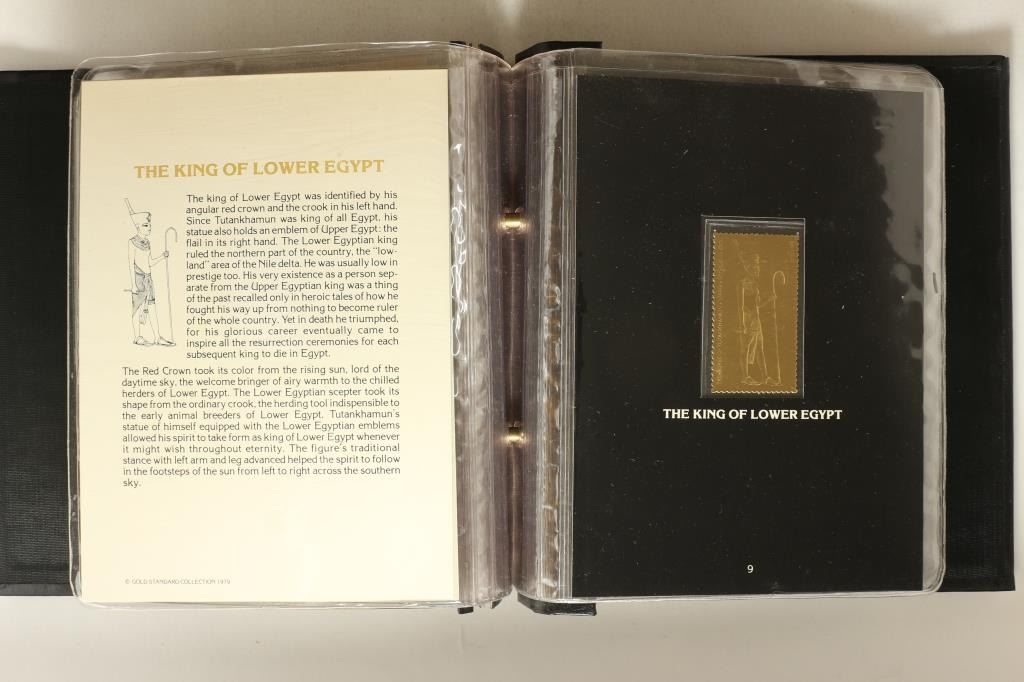 THE KING OF LOWER EGYPT
The king of Lower Egypt was identified by his
angular red crown and the crook in his left hand.
Since Tutankhamun was king of all Egypt, his
statue also holds an emblem of Upper Egypt: the
flail in its right hand. The Lower Egyptian king
ruled the northern part of the country, the "low-
land" area of the Nile delta. He was usually low in
prestige too. His very existence as a person sep-
arate from the Upper Egyptian king was a thing
of the past recalled only in heroic tales of how he
fought his way up from nothing to become ruler
of the whole country. Yet in death he triumphed,
for his glorious career eventually came to
inspire all the resurrection ceremonies for each
subsequent king to die in Egypt.
The Red Crown took its color from the rising sun, lord of the
daytime sky, the welcome bringer of airy warmth to the chilled
herders of Lower Egypt. The Lower Egyptian scepter took its
shape from the ordinary crook, the herding tool indispensible to
the early animal breeders of Lower Egypt. Tutankhamun's
statue of himself equipped with the Lower Egyptian emblems
allowed his spirit to take form as king of Lower Egypt whenever
it might wish throughout eternity. The figure's traditional
stance with left arm and leg advanced helped the spirit to follow
in the footsteps of the sun from left to right across the southern
sky.
© GOLD STANDARD COLLECTION 1979
THE KING OF LOWER EGYPT
9